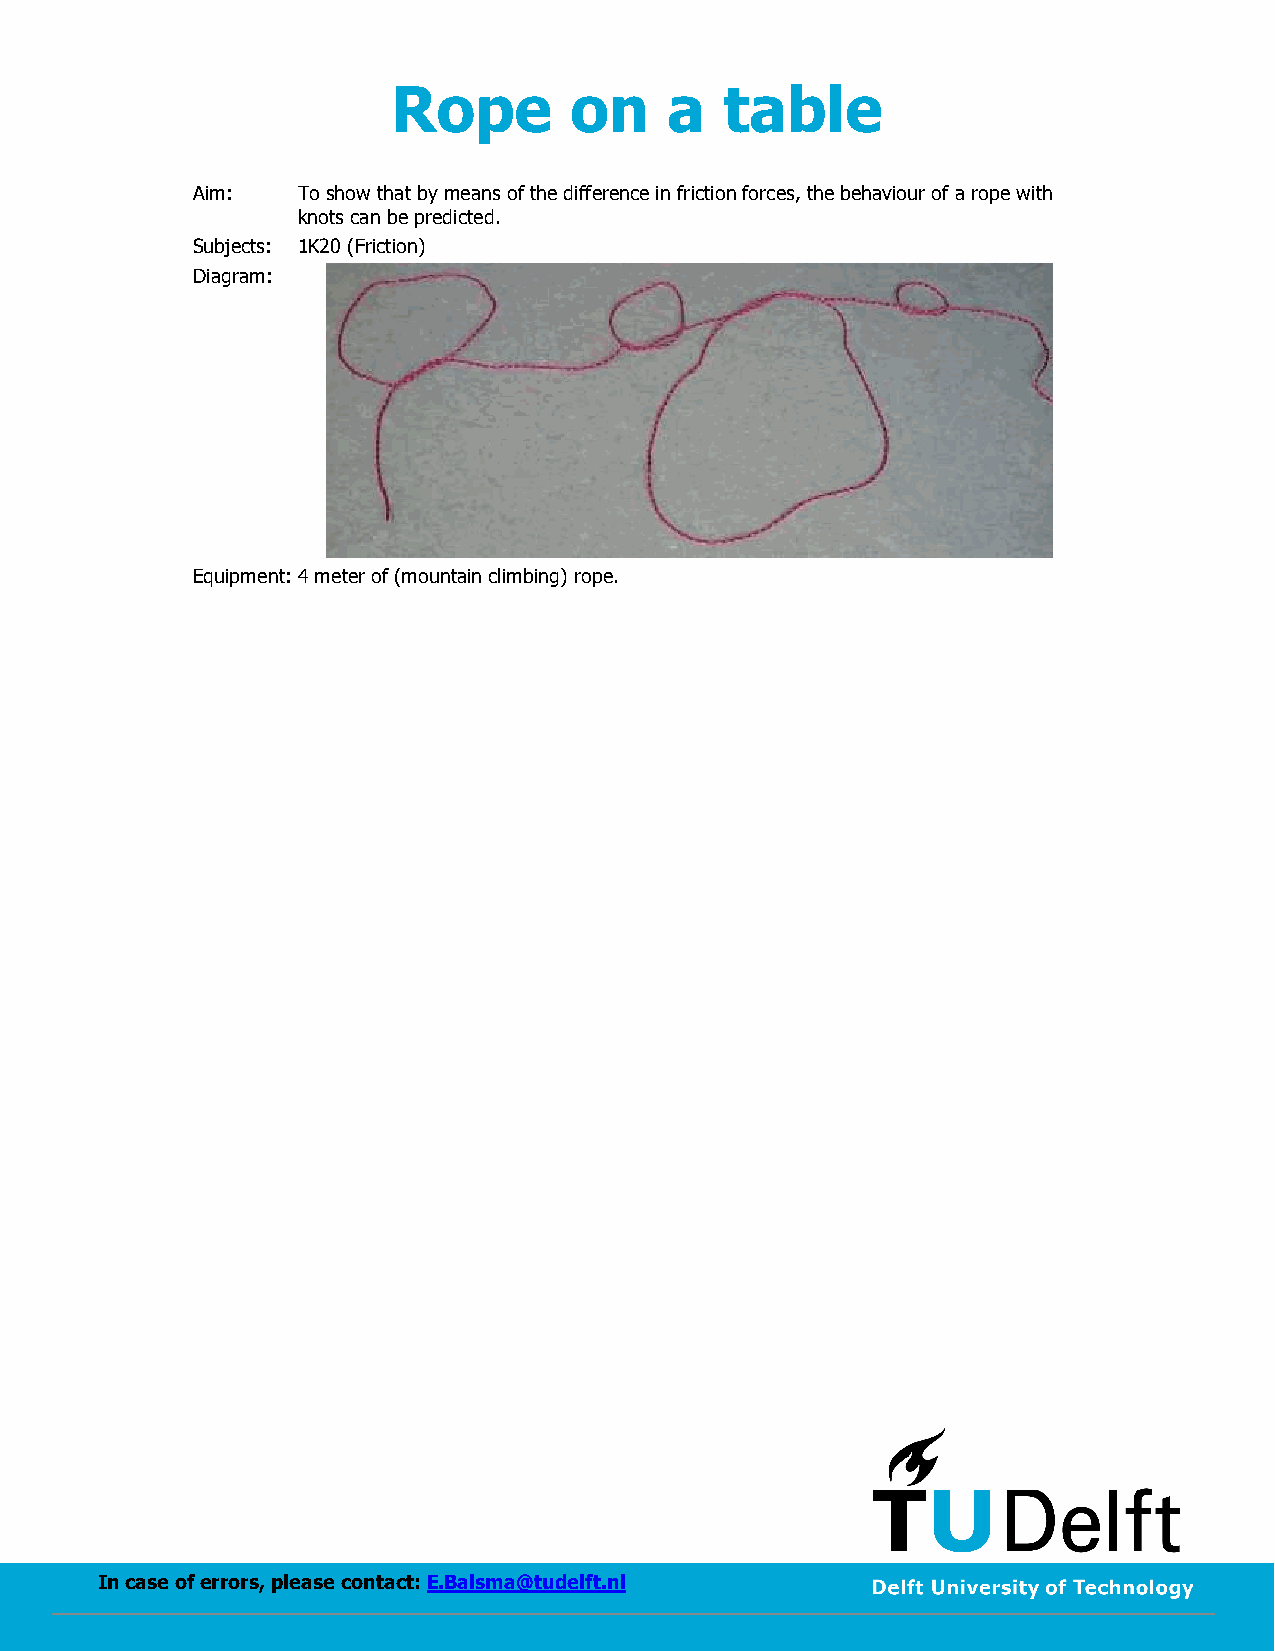 Rope on a table
Aim: To show that by means of the difference in friction forces, the behaviour of a rope with
knots can be predicted.
Subjects: 1K20 (Friction)
Diagram:
Equipment: 4 meter of (mountain climbing) rope.
TUDelft
In case of errors, please contact: E.Balsma@tudelft.nl
Delft University of Technology